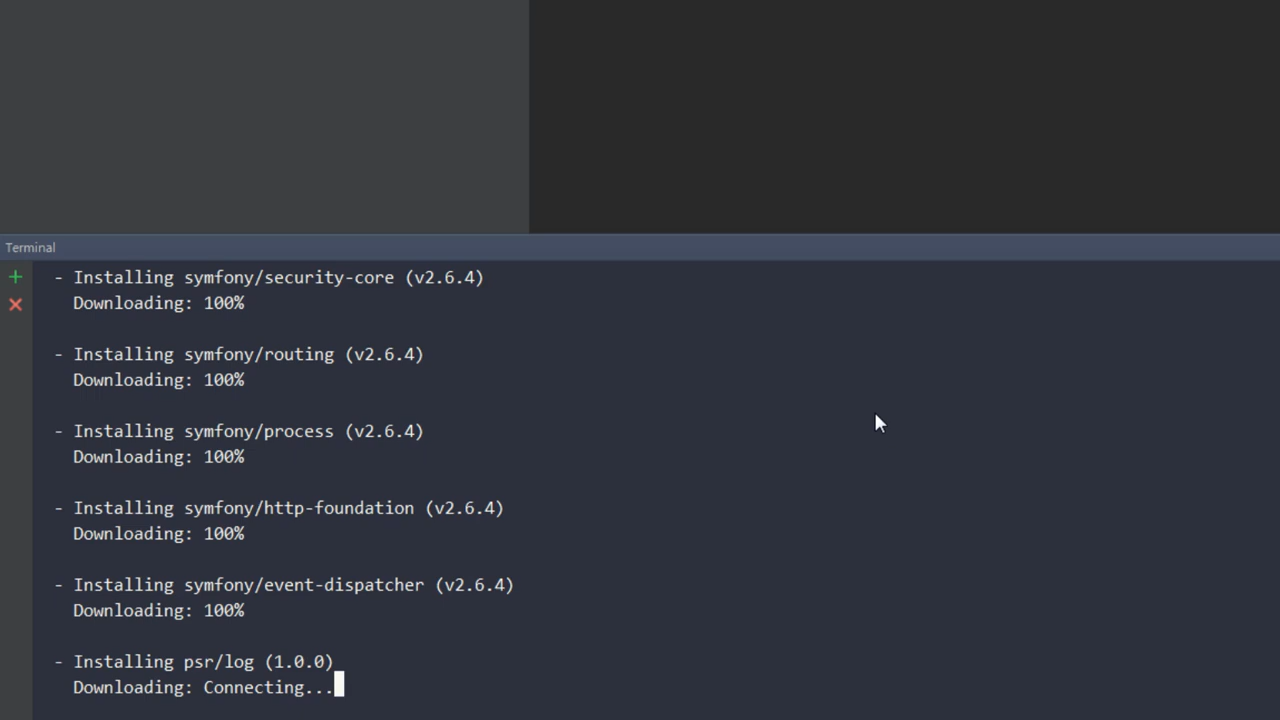 Terminal
- Installing symfony/security-core (v2.6.4)
Downloading: 100%
- Installing symfony/routing (v2.6.4)
Downloading: 100%
- Installing symfony/process (v2.6.4)
Downloading: 100%
- Installing symfony/http-foundation (v2.6.4)
Downloading: 100%
- Installing symfony/event-dispatcher (v2.6.4)
Downloading: 100%
- Installing psr/log (1.0.0)
Downloading: Connecting...